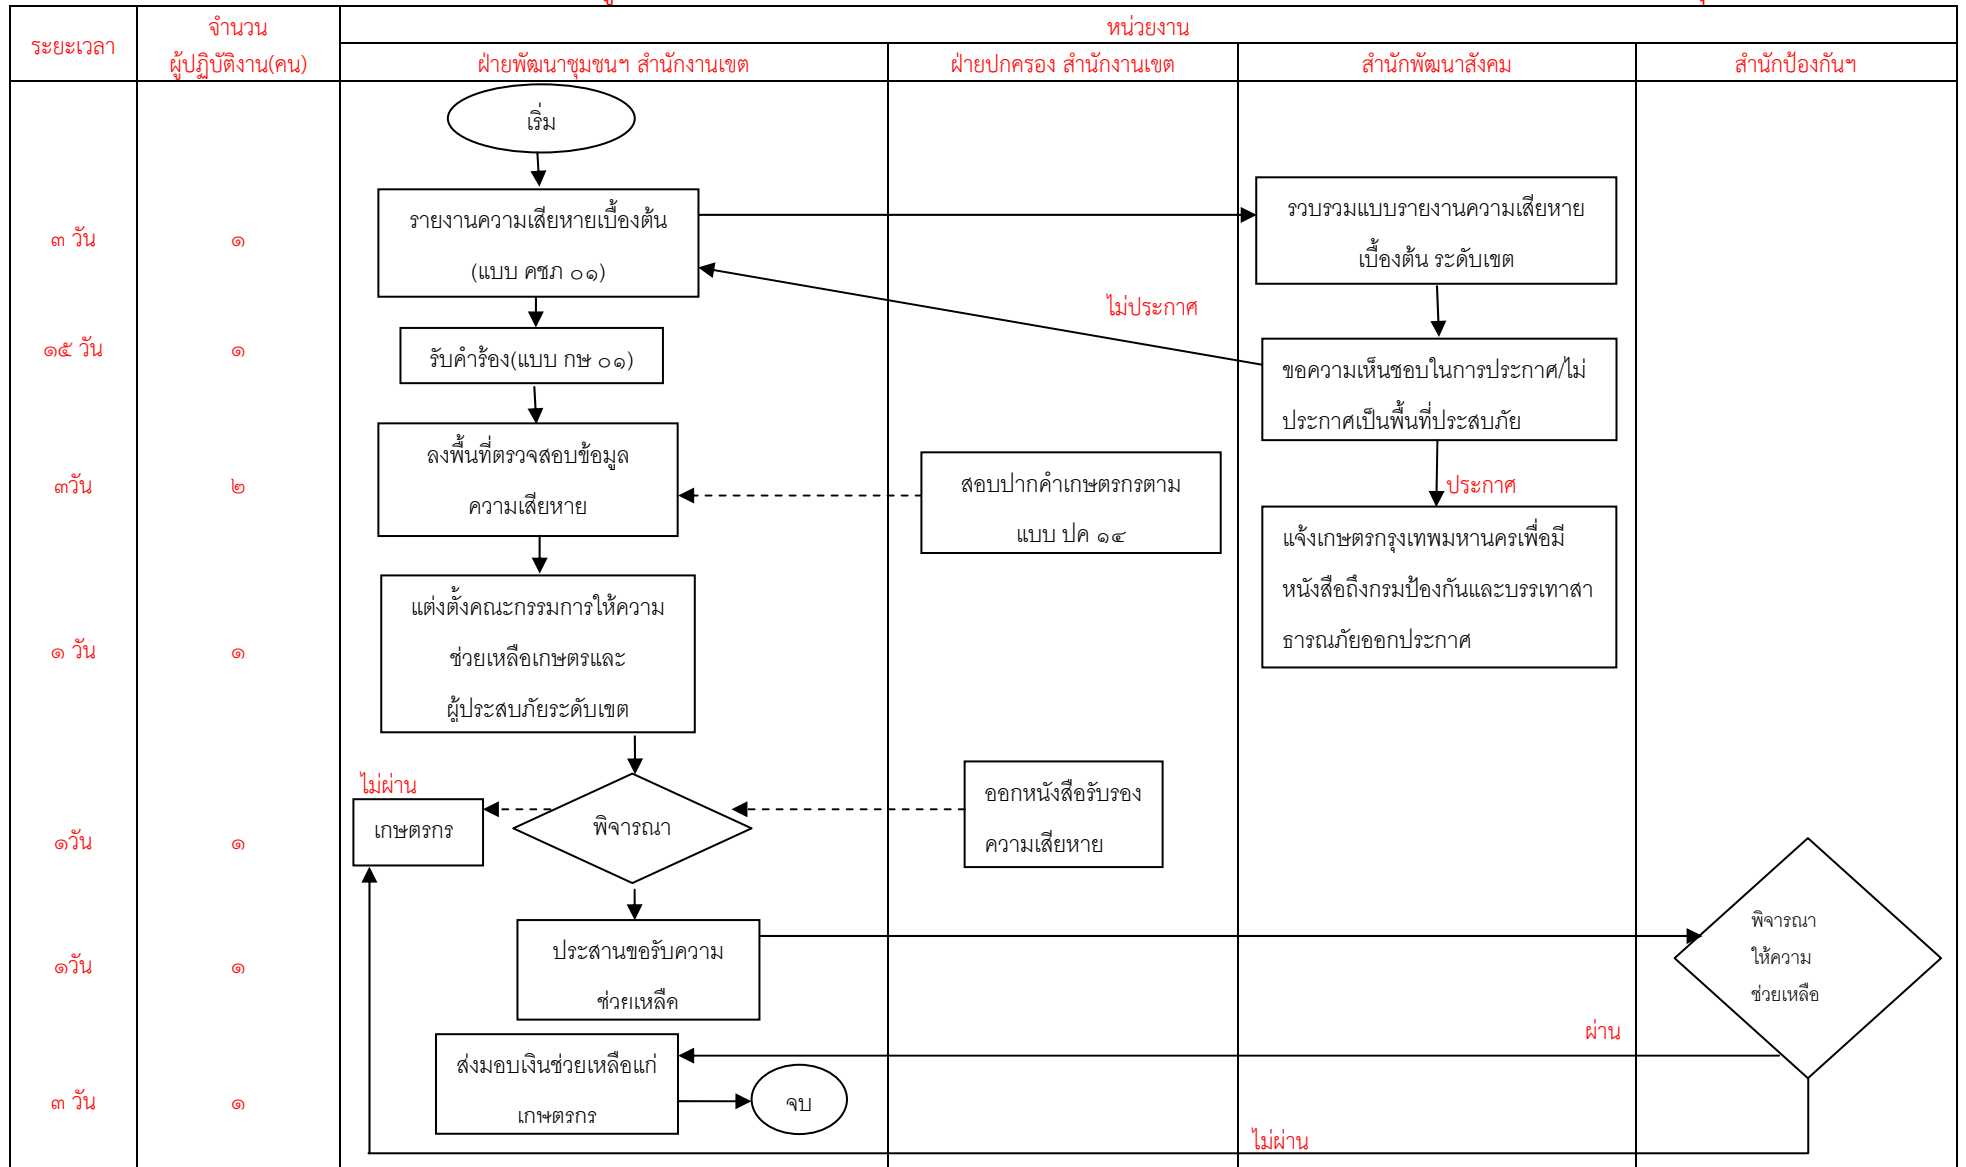 ระยะเวลา
จำนวน
ผู้ปฏิบัติงาน(คน)
หน่วยงาน
ฝ่ายพัฒนาชุมชนฯ สำนักงานเขต
ฝ่ายปกครอง สำนักงานเขต
สำนักพัฒนาสังคม
สำนักป้องกันฯ
เริ่ม
๓ วัน
๑
รายงานความเสียหายเบื้องต้น
(แบบ คชภ ๐๑)
รวบรวมแบบรายงานความเสียหาย
เบื้องต้น ระดับเขต
ไม่ประกาศ
๑๕ วัน
๑
รับคำร้อง(แบบ กษ ๐๑)
ขอความเห็นชอบในการประกาศ/ไม่
ประกาศเป็นพื้นที่ประสบภัย
๓วัน
๒
ลงพื้นที่ตรวจสอบข้อมูล
ความเสียหาย
สอบปากคำเกษตรกรตาม
แบบ ปค ๑๔
ประกาศ
แจ้งเกษตรกรุงเทพมหานครเพื่อมี
หนังสือถึงกรมป้องกันและบรรเทาสา
ธารณภัยออกประกาศ
๑ วัน
๑
แต่งตั้งคณะกรรมการให้ความ
ช่วยเหลือเกษตรและ
ผู้ประสบภัยระดับเขต
๑วัน
๑
ไม่ผ่าน
เกษตรกร
พิจารณา
ออกหนังสือรับรอง
ความเสียหาย
๑วัน
๑
ประสานขอรับความ
ช่วยเหลือ
พิจารณา
ให้ความ
ช่วยเหลือ
ผ่าน
๓ วัน
๑
ส่งมอบเงินช่วยเหลือแก่
เกษตรกร
จบ
ไม่ผ่าน